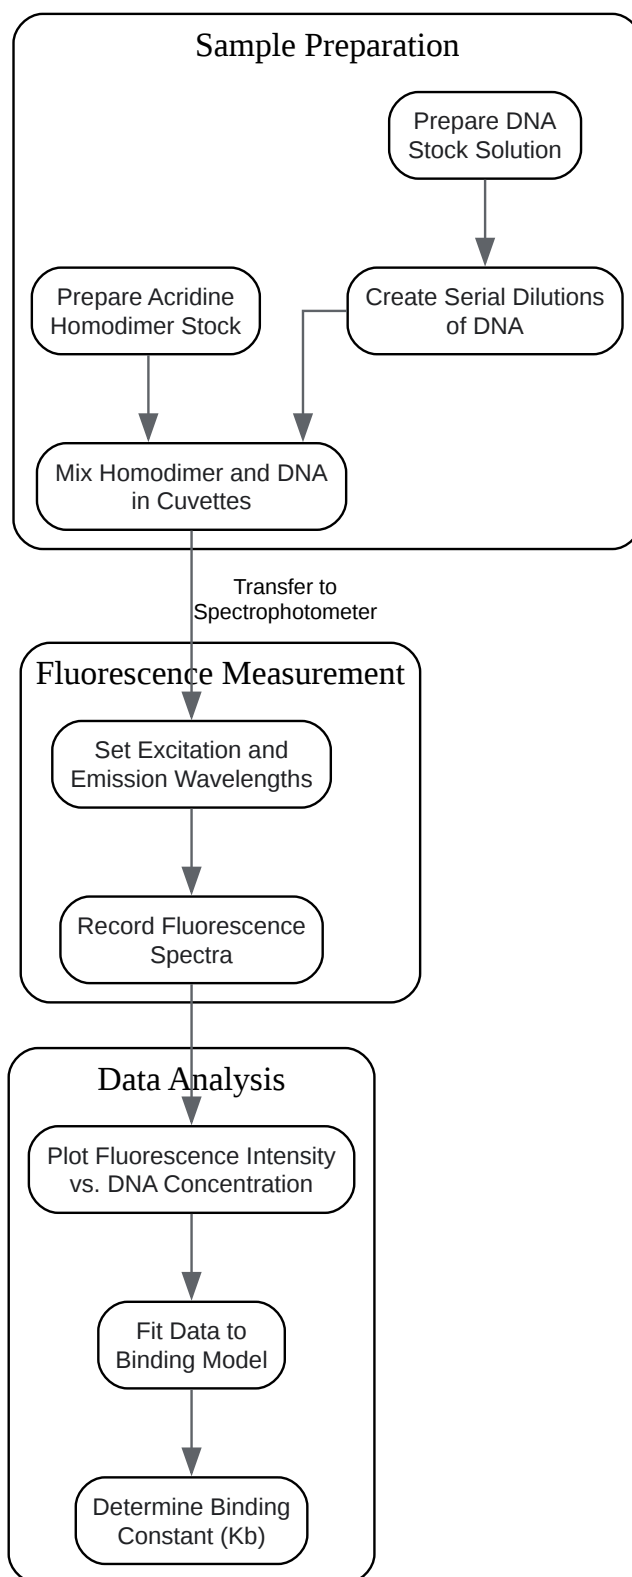 Sample Preparation
Prepare DNA
Stock Solution
Prepare Acridine
Homodimer Stock
Create Serial Dilutions
of DNA
Mix Homodimer and DNA
in Cuvettes
Transfer to
Spectrophotometer
Fluorescence Measurement
Set Excitation and
Emission Wavelengths
Record Fluorescence
Spectra
Data Analysis
Plot Fluorescence Intensity
vs. DNA Concentration
Fit Data to
Binding Model
Determine Binding
Constant (Kb)